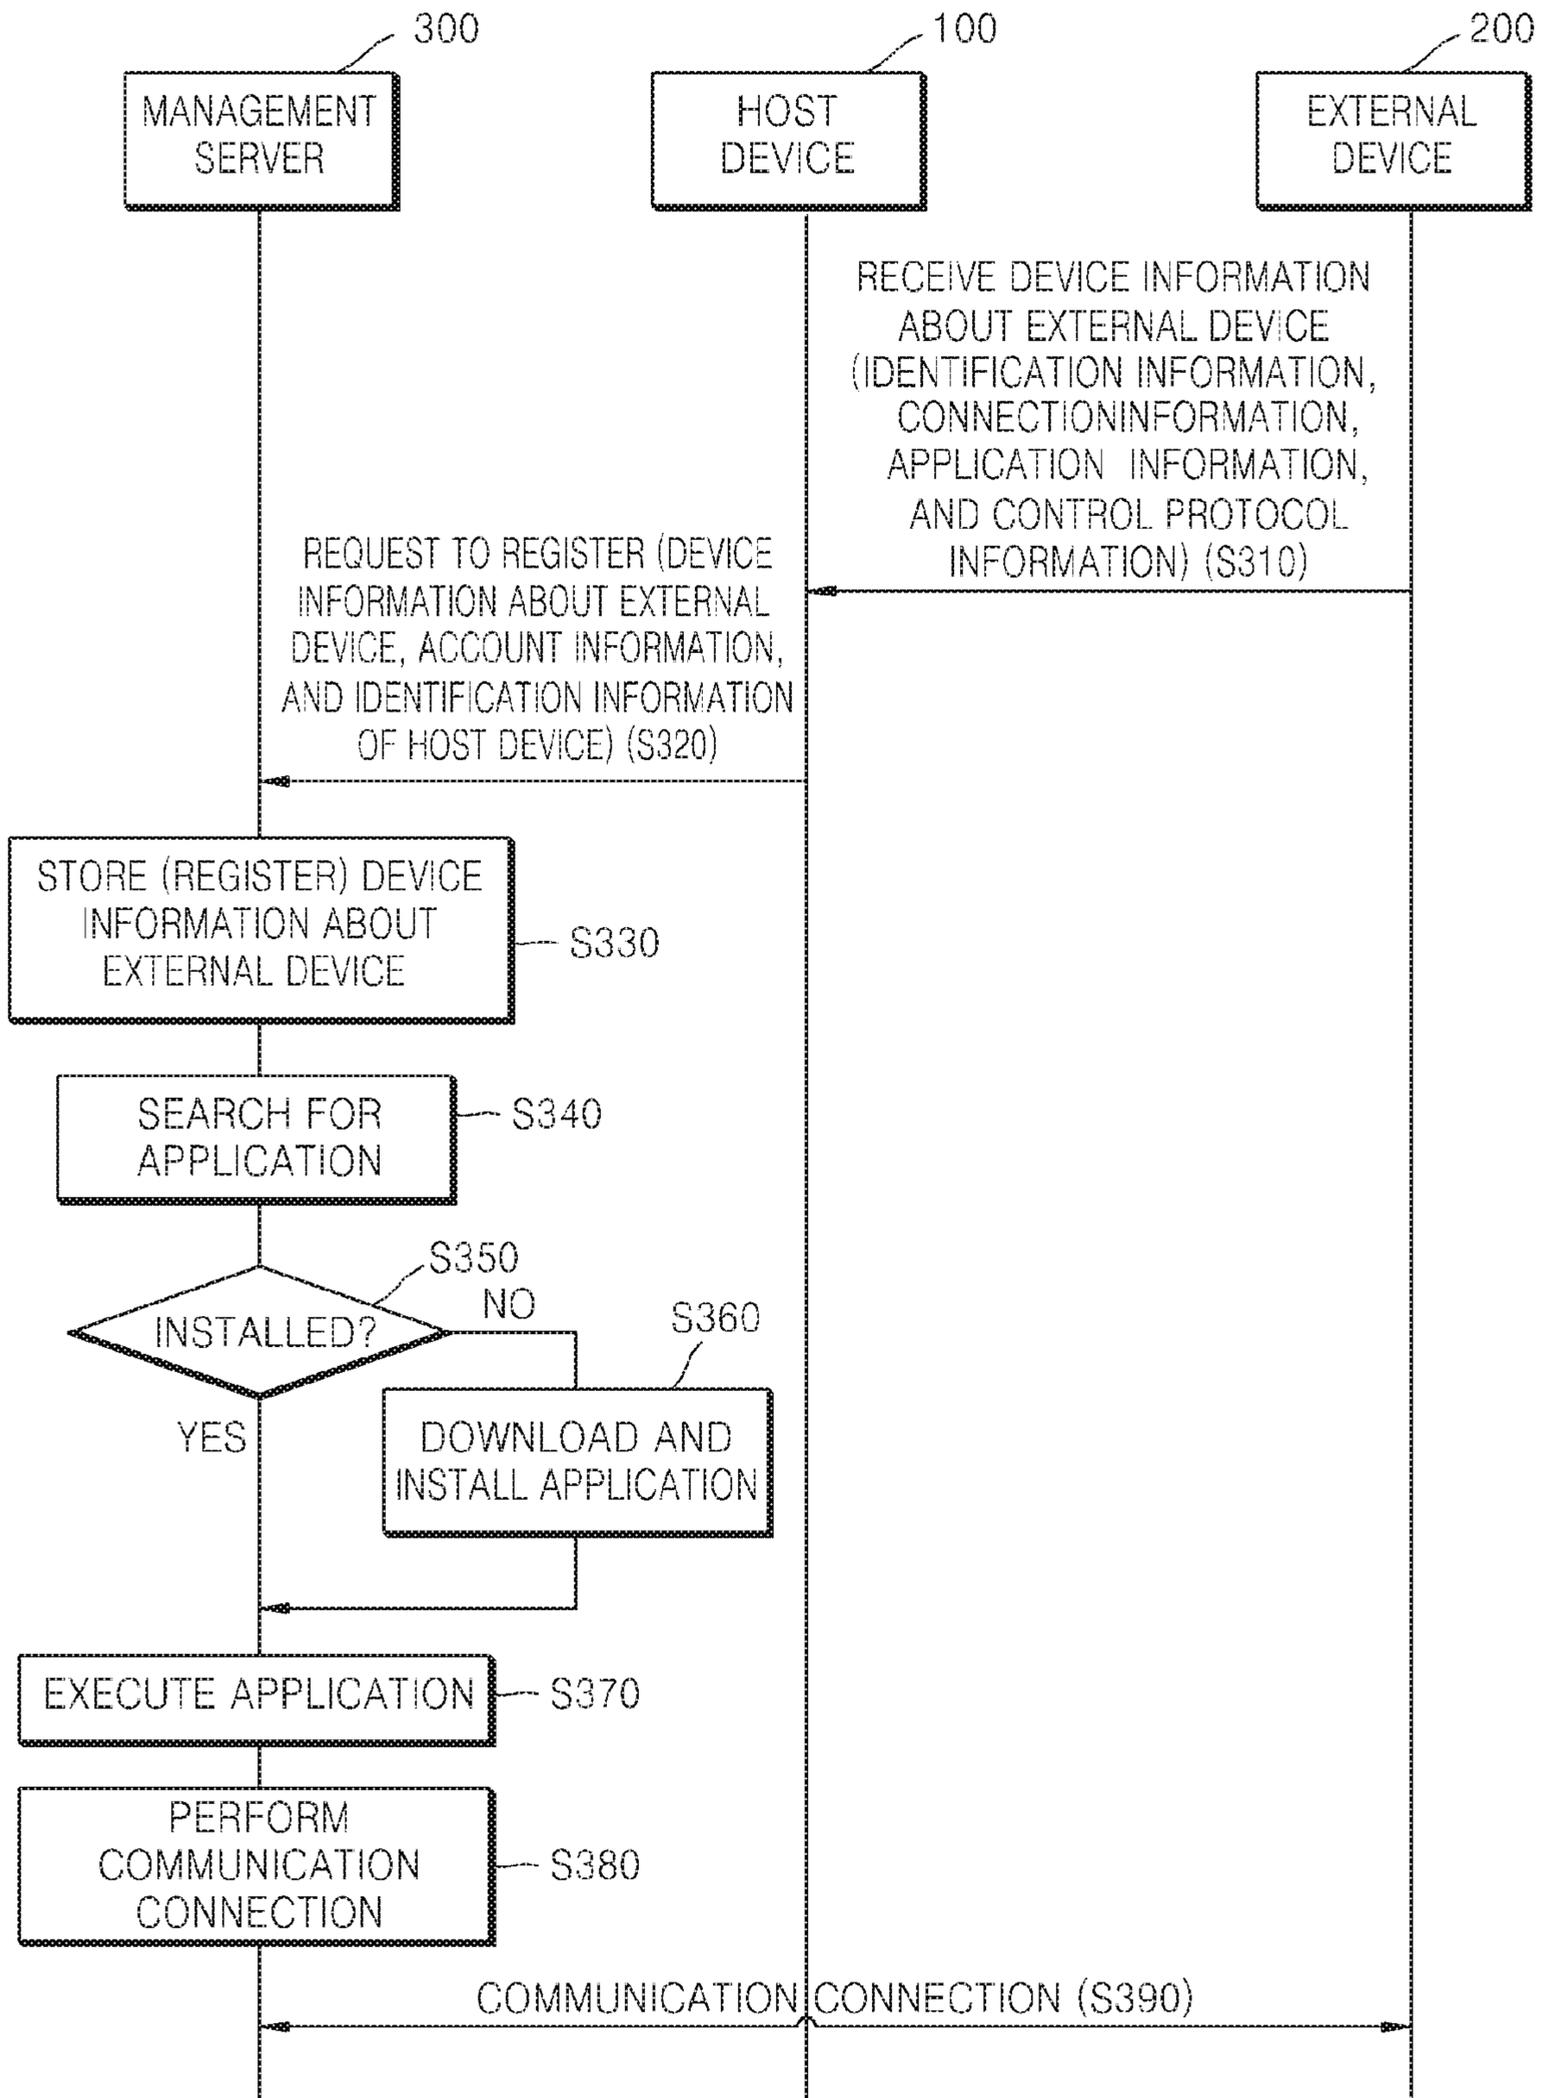 300
100
200
MANAGEMENT
SERVER
HOST
DEVICE
EXTERNAL
DEVICE
RECEIVE DEVICE INFORMATION
ABOUT EXTERNAL DEVICE
(IDENTIFICATION INFORMATION,
CONNECTIONINFORMATION,
APPLICATION INFORMATION,
AND CONTROL PROTOCOL
INFORMATION) (S310)
REQUEST TO REGISTER (DEVICE
INFORMATION ABOUT EXTERNAL
DEVICE, ACCOUNT INFORMATION,
AND IDENTIFICATION INFORMATION
OF HOST DEVICE) (S320)
STORE (REGISTER) DEVICE
INFORMATION ABOUT
EXTERNAL DEVICE
S330
SEARCH FOR
APPLICATION
S340
S350
INSTALLED?
NO
YES
S360
DOWNLOAD AND
INSTALL APPLICATION
EXECUTE APPLICATION
S370
PERFORM
COMMUNICATION
CONNECTION
S380
COMMUNICATION CONNECTION (S390)